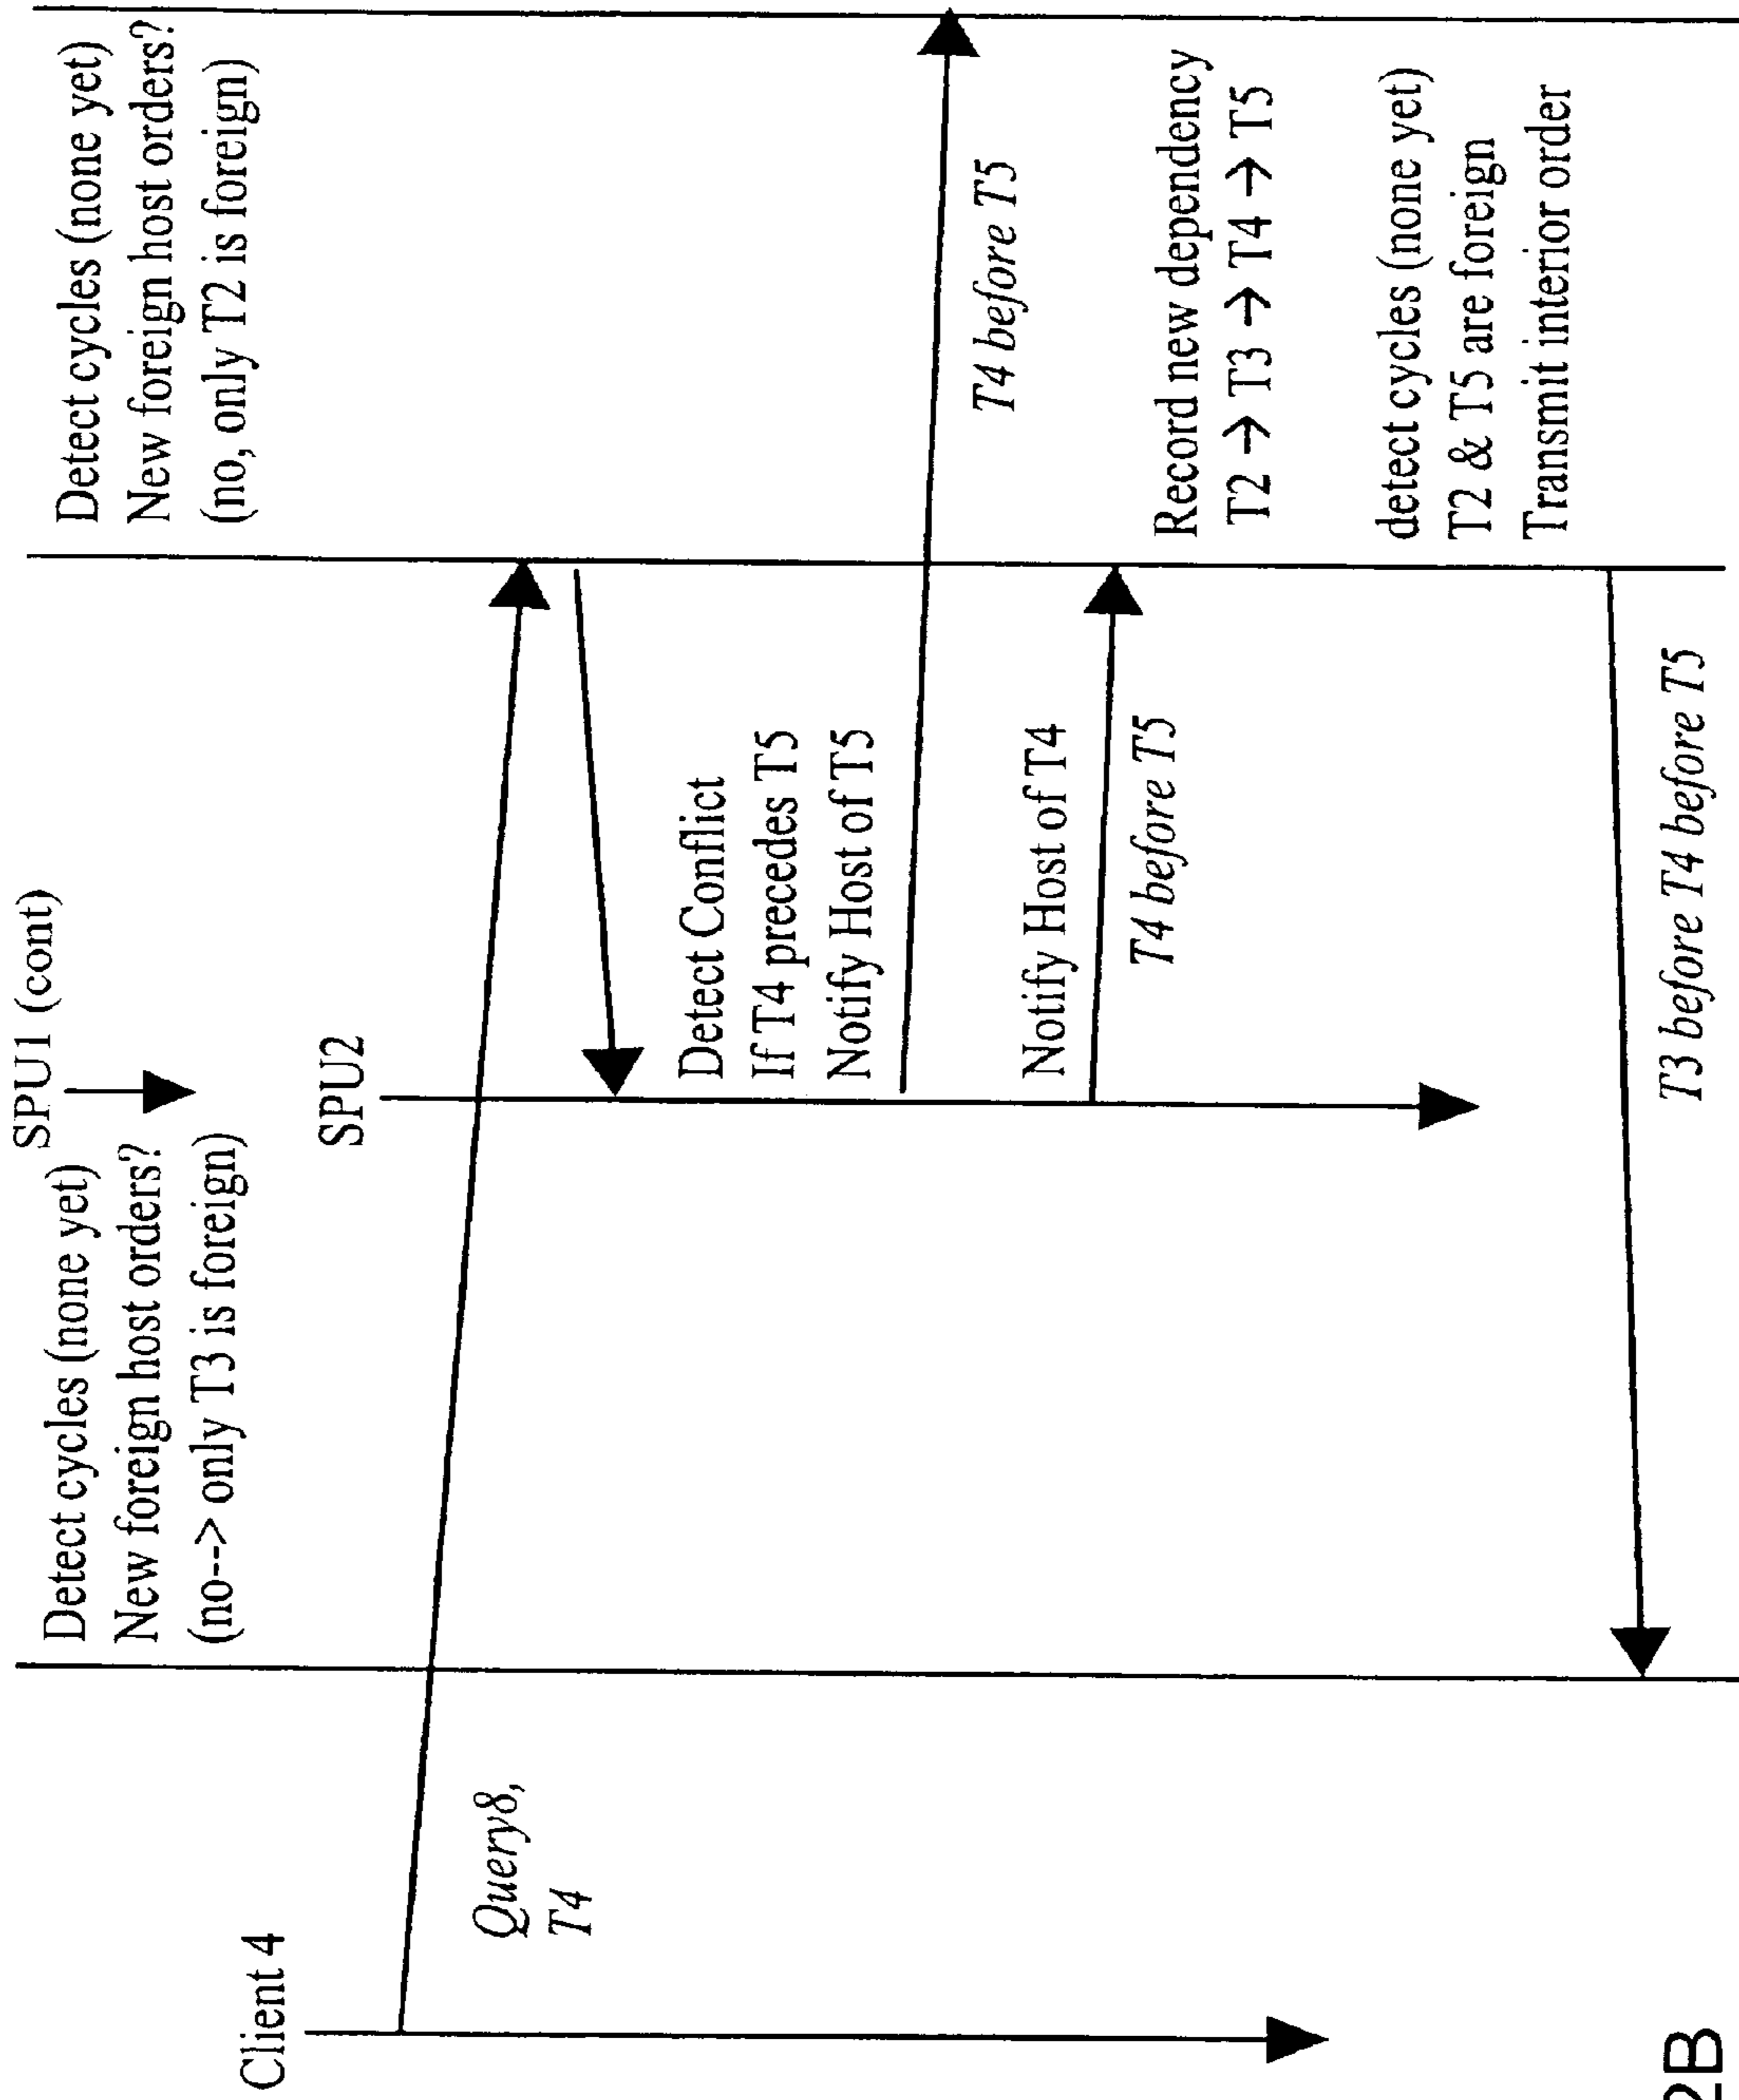 SPU1 (cont)
Detect cycles (none yet)
New foreign host orders?
(no--> only T3 is foreign)
Detect cycles (none yet)
New foreign host orders?
(no, only T2 is foreign)
Client 4
SPU2
Query8,
T4
Detect Conflict
If T4 precedes T5
Notify Host of T5
T4 before T5
Notify Host of T4
T4 before T5
Record new dependency
T2 → T3 → T4 → T5
detect cycles (none yet)
T2 & T5 are foreign
Transmit interior order
T3 before T4 before T5
2B